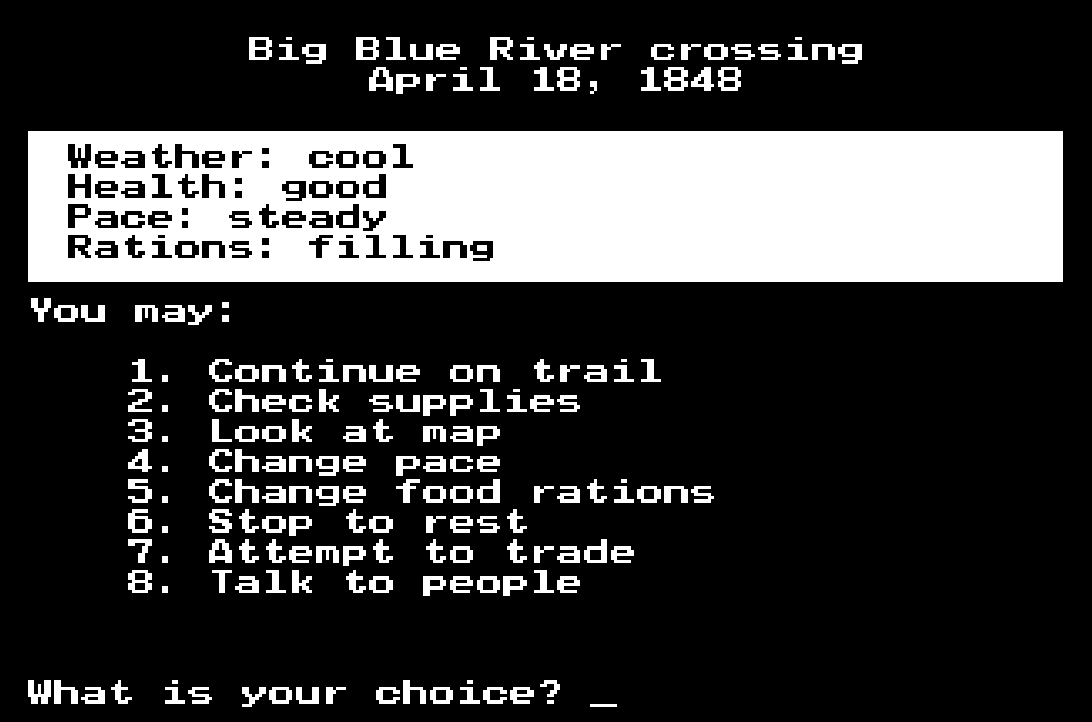 Big Blue River crossing
April 18, 1848
Weather: cool
Health: good
Pace: steady
Rations: filling
You may:
1. Continue on trail
2. Check supplies
3. Look at map
4. Change pace
5. Change food rations
6. Stop to rest
7. Attempt to trade
8. Talk to people
What is your choice? _